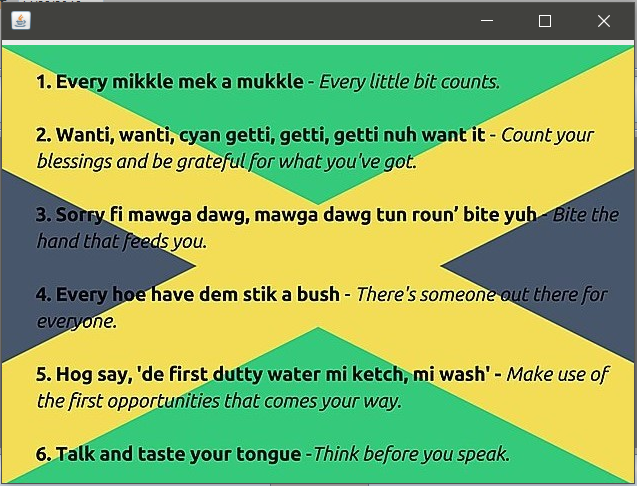 1. Every mikkle mek a mukkle - Every little bit counts.
2. Wanti, wanti, cyan getti, getti, getti nuh want it - Count your
blessings and be grateful for what you've got.
3. Sorry fi mawga dawg, mawga dawg tun roun’ bite yuh - Bite the
hand that feeds you.
4. Every hoe have dem stik a bush - There's someone out there for
everyone.
5. Hog say, 'de first dutty water mi ketch, mi wash' - Make use of
the first opportunities that comes your way.
6. Talk and taste your tongue -Think before you speak.